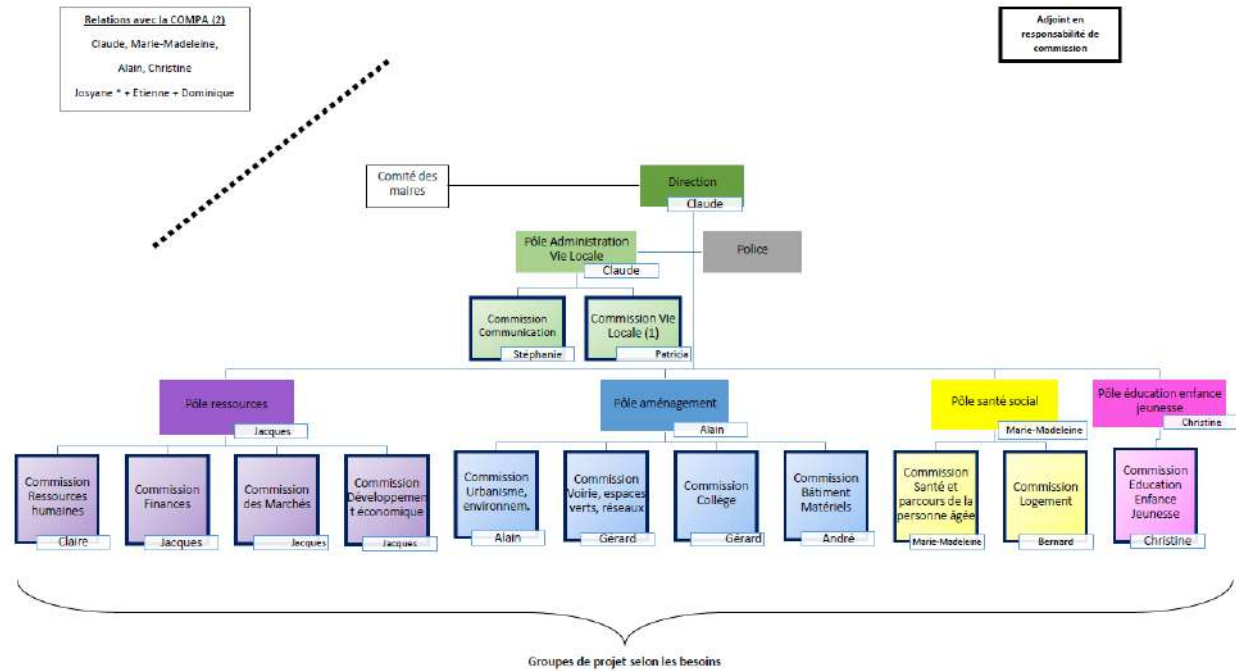 Relations avec la COMPA (2)
Claude, Marie-Madeleine,
Alain, Christine
Josyane * + Etienne + Dominique
Adjoint en
responsabilité de
commission
Comité des
maires
Direction
Claude
Pôle Administration
Vie Locale
Claude
Police
Commission
Communication
Stéphanie
Commission Vie
Locale (1)
Patricia
Pôle ressources
Jacques
Pôle aménagement
Alain
Pôle santé social
Marie-Madeleine
Pôle éducation enfance
jeunesse
Christine
Commission
Ressources
humaines
Claire
Commission
Finances
Jacques
Commission
des Marchés
Jacques
Commission
Développemen
t économique
Jacques
Commission
Urbanisme,
environnem.
Alain
Commission
Voirie, espaces
verts, réseaux
Gérard
Commission
Collège
Gérard
Commission
Bâtiment
Matériels
André
Commission
Santé et
parcours de la
personne âgée
Marie-Madeleine
Commission
Logement
Bernard
Commission
Education
Enfance
Jeunesse
Christine
Groupes de projet selon les besoins